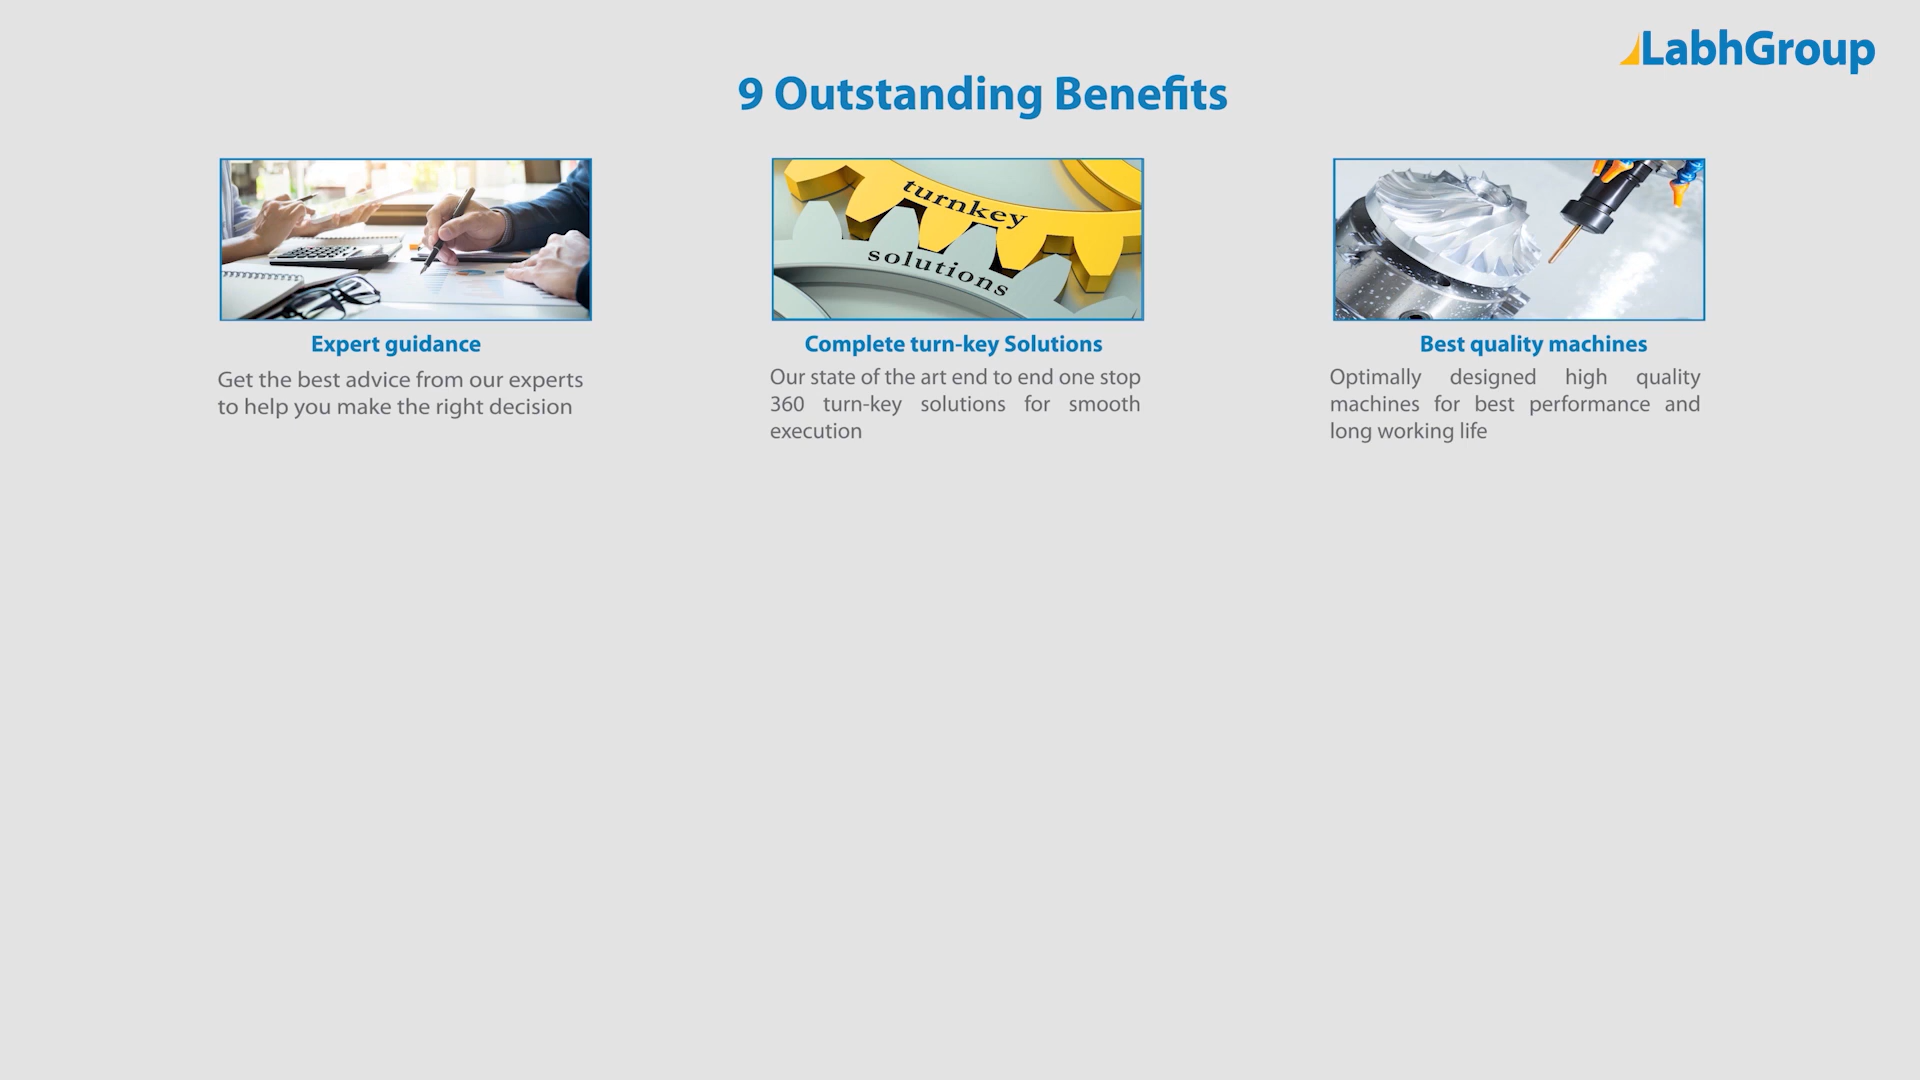 LabhGroup
9 Outstanding Benefits
turnkey
solutions
Expert guidance
Get the best advice from our experts
to help you make the right decision
Complete turn-key Solutions
Our state of the art end to end one stop
360 turn-key solutions for smooth
execution
Best quality machines
Optimally designed high quality
machines for best performance and
long working life